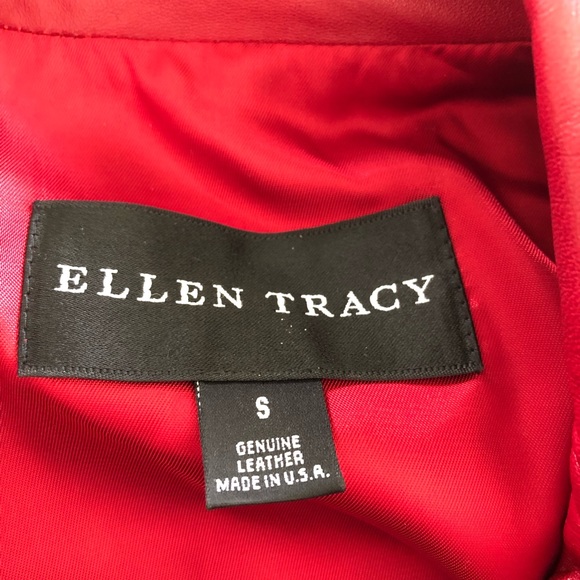 ELLEN TRACY
S
GENUINE
LEATHER
MADE IN U.S.A.